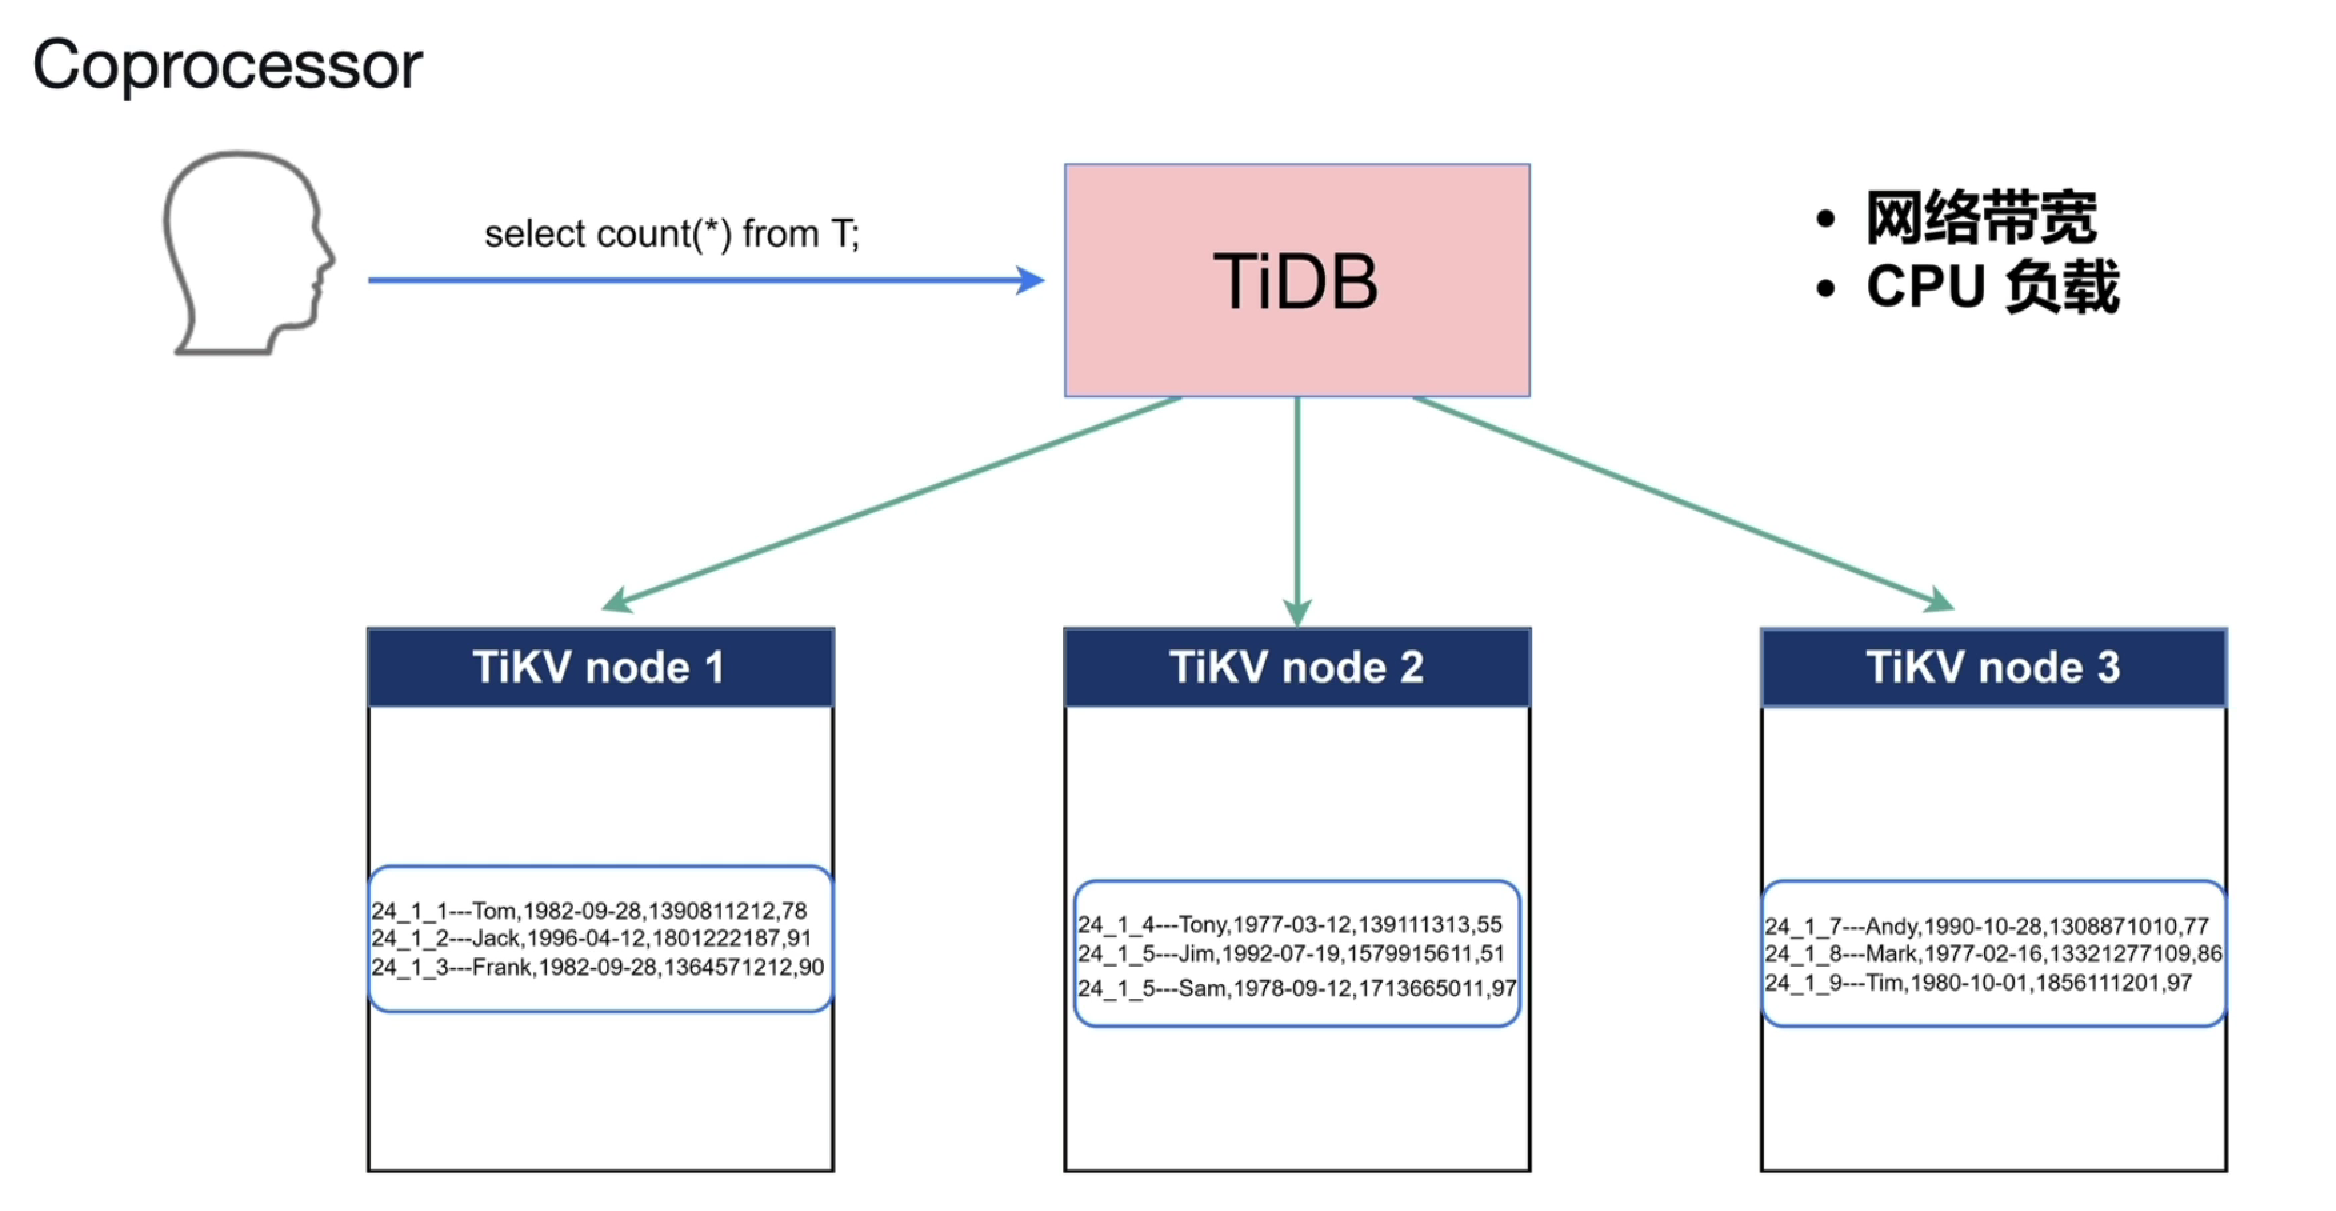 Coprocessor
select count(*) from T;
TiDB
• 网络带宽
• CPU 负载
TiKV node 1
24_1_1---Tom,1982-09-28,1390811212,78
24_1_2---Jack,1996-04-12,1801222187,91
24_1_3---Frank,1982-09-28,1364571212,90
TiKV node 2
24_1_4---Tony,1977-03-12,139111313,55
24_1_5---Jim,1992-07-19,1579915611,51
24_1_5---Sam,1978-09-12,1713665011,97
TiKV node 3
24_1_7---Andy,1990-10-28,1308871010,77
24_1_8---Mark,1977-02-16,13321277109,86
24_1_9---Tim,1980-10-01,1856111201,97